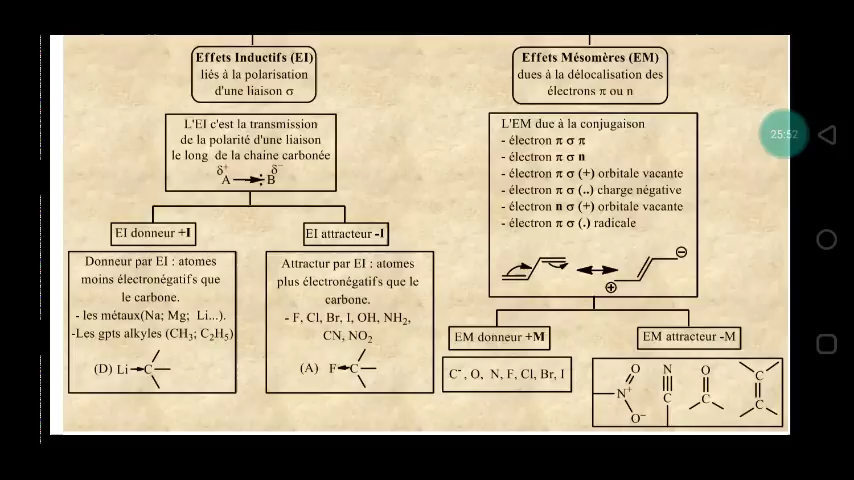 Effets Inductifs (EI)
liés à la polarisation
d'une liaison σ
Effets Mésomères (EM)
dues à la délocalisation des
électrons π ou n
L'EI c'est la transmission
de la polarité d'une liaison
le long de la chaine carbonée
δ+ δ-
A B
L'EM due à la conjugaison
- électron π σ π
- électron π σ n
- électron π σ (+) orbitale vacante
- électron π σ (..) charge négative
- électron n σ (+) orbitale vacante
- électron π σ (.) radicale
⊖
⊕
EI donneur +I
EI attracteur -I
Donneur par EI : atomes
moins électronégatifs que
le carbone.
- les métaux(Na; Mg; Li...).
-Les gpts alkyles (CH3; C2H5)
(D) Li C
Attractur par EI : atomes
plus électronégatifs que le
carbone.
- F, Cl, Br, I, OH, NH2,
CN, NO2
(A) F C
EM donneur +M
EM attracteur -M
C-, O, N, F, Cl, Br, I
O N O
N+ C C C
O- C
25:52